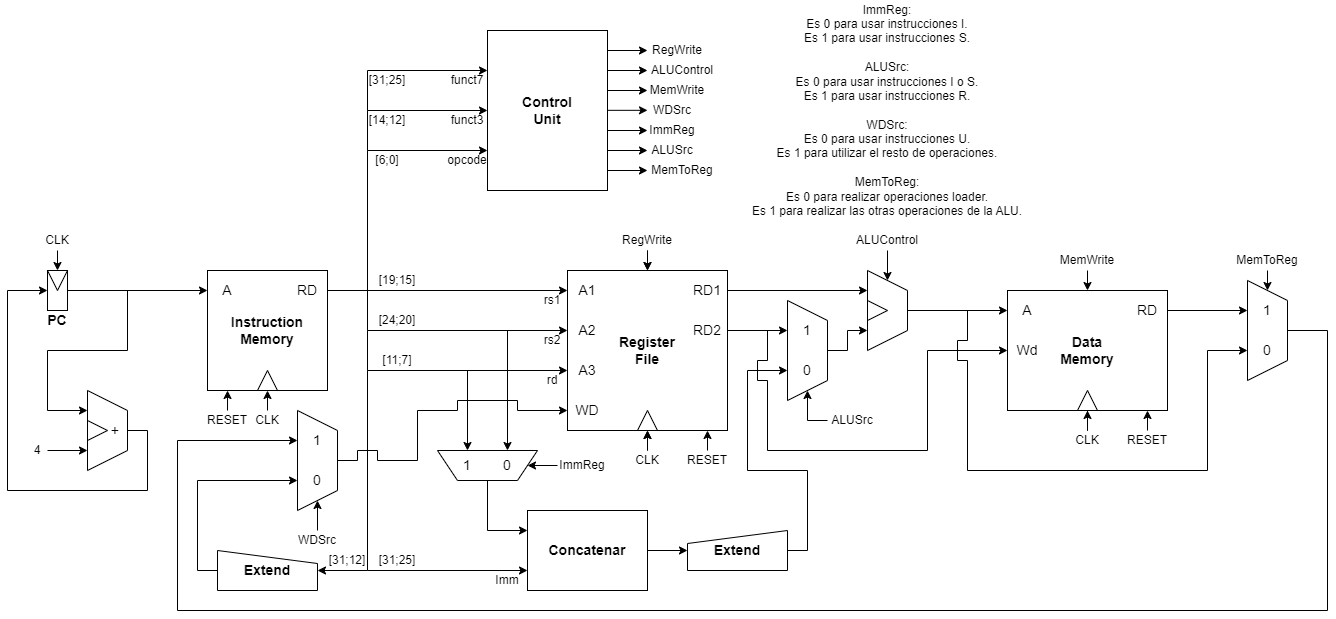 ImmReg:
Es 0 para usar instrucciones I.
Es 1 para usar instrucciones S.
ALUSrc:
Es 0 para usar instrucciones I o S.
Es 1 para usar instrucciones R.
WDSrc:
Es 0 para usar instrucciones U.
Es 1 para utilizar el resto de operaciones.
MemToReg:
Es 0 para realizar operaciones loader.
Es 1 para realizar las otras operaciones de la ALU.
[31;25]
funct7
[14;12]
funct3
[6;0]
opcode
Control
Unit
RegWrite
ALUControl
MemWrite
WDSrc
ImmReg
ALUSrc
MemToReg
CLK
PC
4
+
A
RD
Instruction
Memory
RESET
CLK
[19;15]
rs1
[24;20]
rs2
[11;7]
rd
RegWrite
A1
A2
A3
WD
RD1
RD2
Register
File
CLK
RESET
1
0
ALUSrc
ALUControl
MemWrite
A
Wd
RD
Data
Memory
CLK
RESET
MemToReg
1
0
1
0
WDSrc
1
0
ImmReg
Extend
[31;12]
[31;25]
Imm
Concatenar
Extend